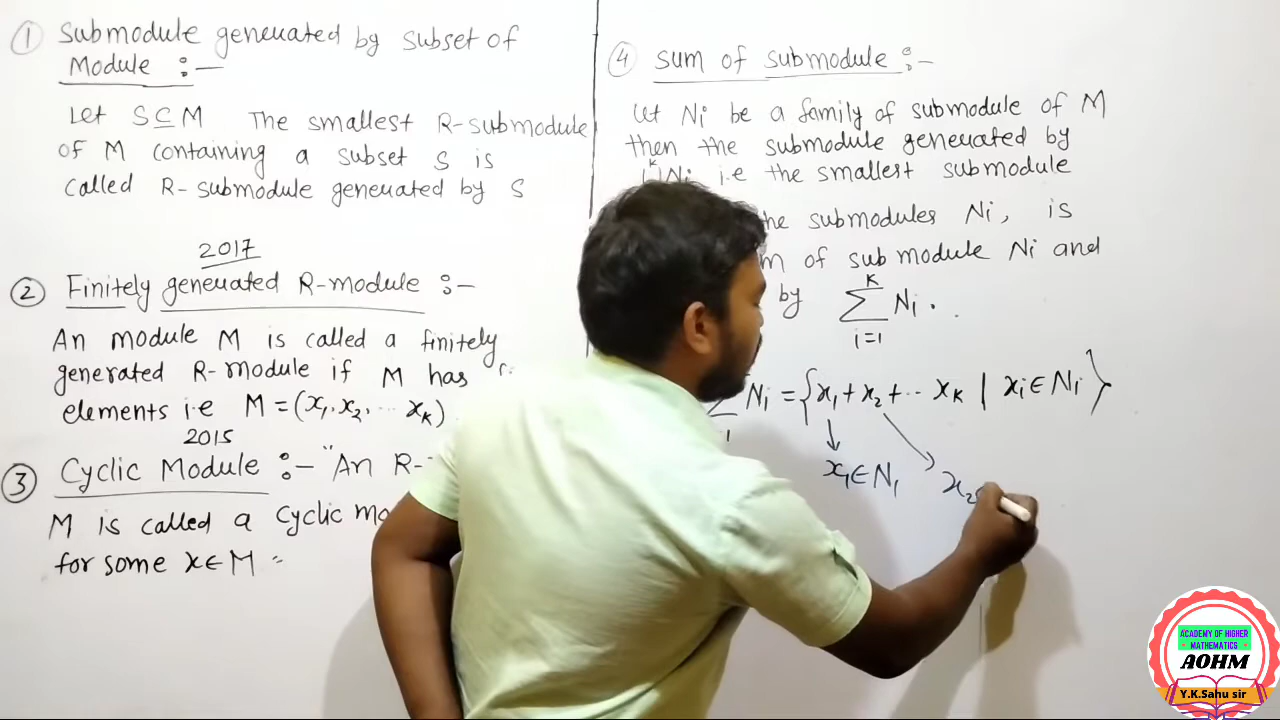 ① Submodule generated by subset of
Module :—
Let S⊆M The smallest R-submodule
of M containing a subset S is
called R-submodule generated by S
2017
② Finitely generated R-module :—
An module M is called a finitely
generated R-module if M has
elements i.e M=(x₁,x₂,... x_K)
2015
③ Cyclic Module :— "An R-
M is called a cyclic mo
for some x∈M "
④ sum of submodule :—
Let Ni be a family of submodule of M
then the submodule generated by
Ni i.e the smallest submodule
the submodules Ni, is
of submodule Ni and
by K∑i=1 Ni.
∑ Ni = {x₁+x₂+... x_K | xi∈Ni}
x₁∈N₁ x₂
ACADEMY OF HIGHER
MATHEMATICS
AOHM
Y.K.Sahu sir